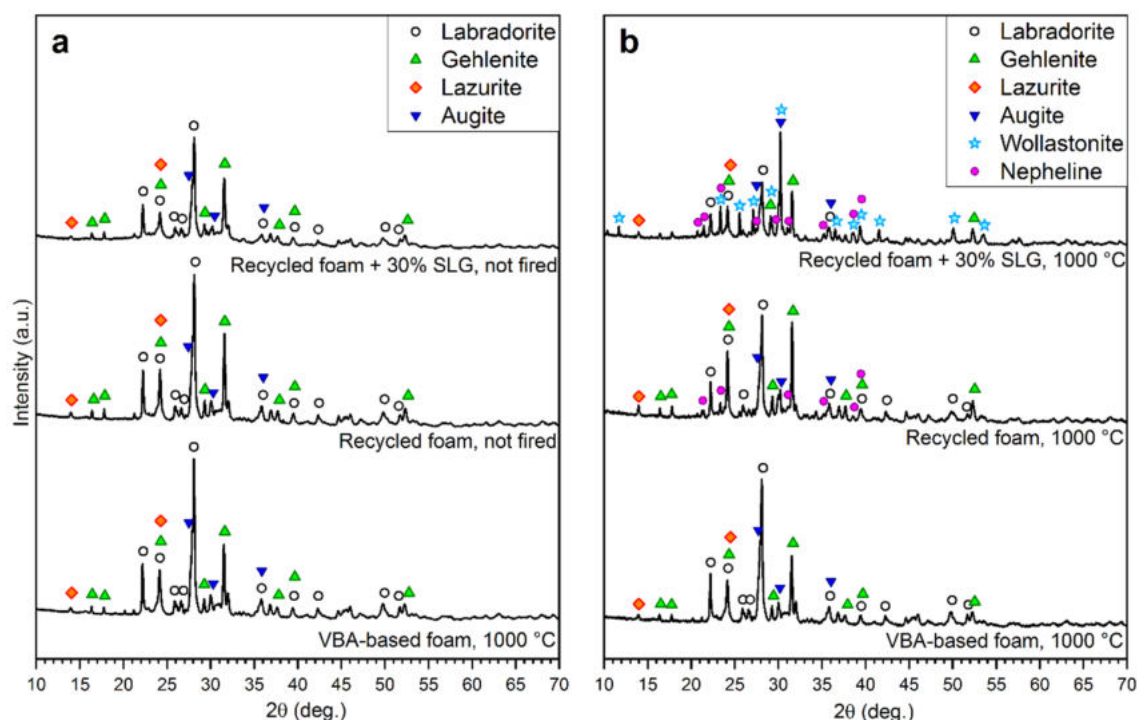 a
Labradorite
Gehlenite
Lazurite
Augite
Recycled foam + 30% SLG, not fired
Recycled foam, not fired
VBA-based foam, 1000 °C
Intensity (a.u.)
10 15 20 25 30 35 40 45 50 55 60 65 70
2θ (deg.)
b
Labradorite
Gehlenite
Lazurite
Augite
Wollastonite
Nepheline
Recycled foam + 30% SLG, 1000 °C
Recycled foam, 1000 °C
VBA-based foam, 1000 °C
10 15 20 25 30 35 40 45 50 55 60 65 70
2θ (deg.)